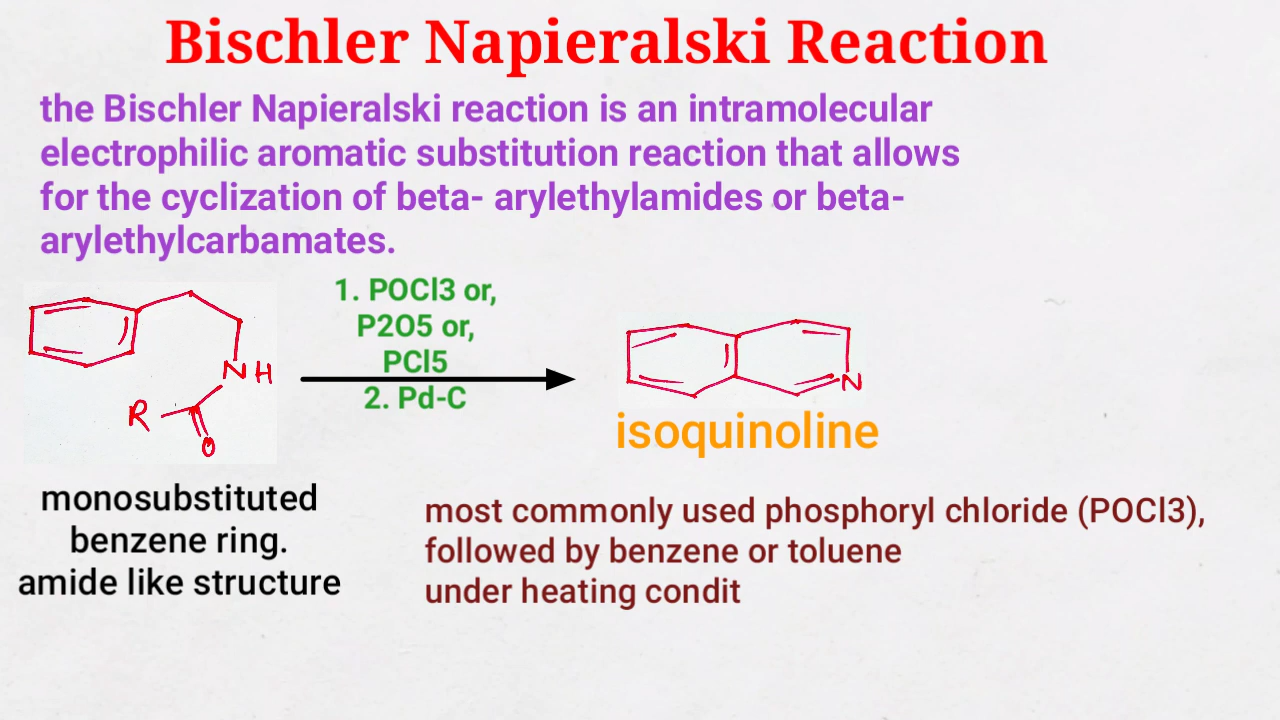 Bischler Napieralski Reaction
the Bischler Napieralski reaction is an intramolecular
electrophilic aromatic substitution reaction that allows
for the cyclization of beta- arylethylamides or beta-
arylethylcarbamates.
1. POCl3 or,
P2O5 or,
PCl5
2. Pd-C
N H
R
O
N
isoquinoline
monosubstituted
benzene ring.
amide like structure
most commonly used phosphoryl chloride (POCl3),
followed by benzene or toluene
under heating condit